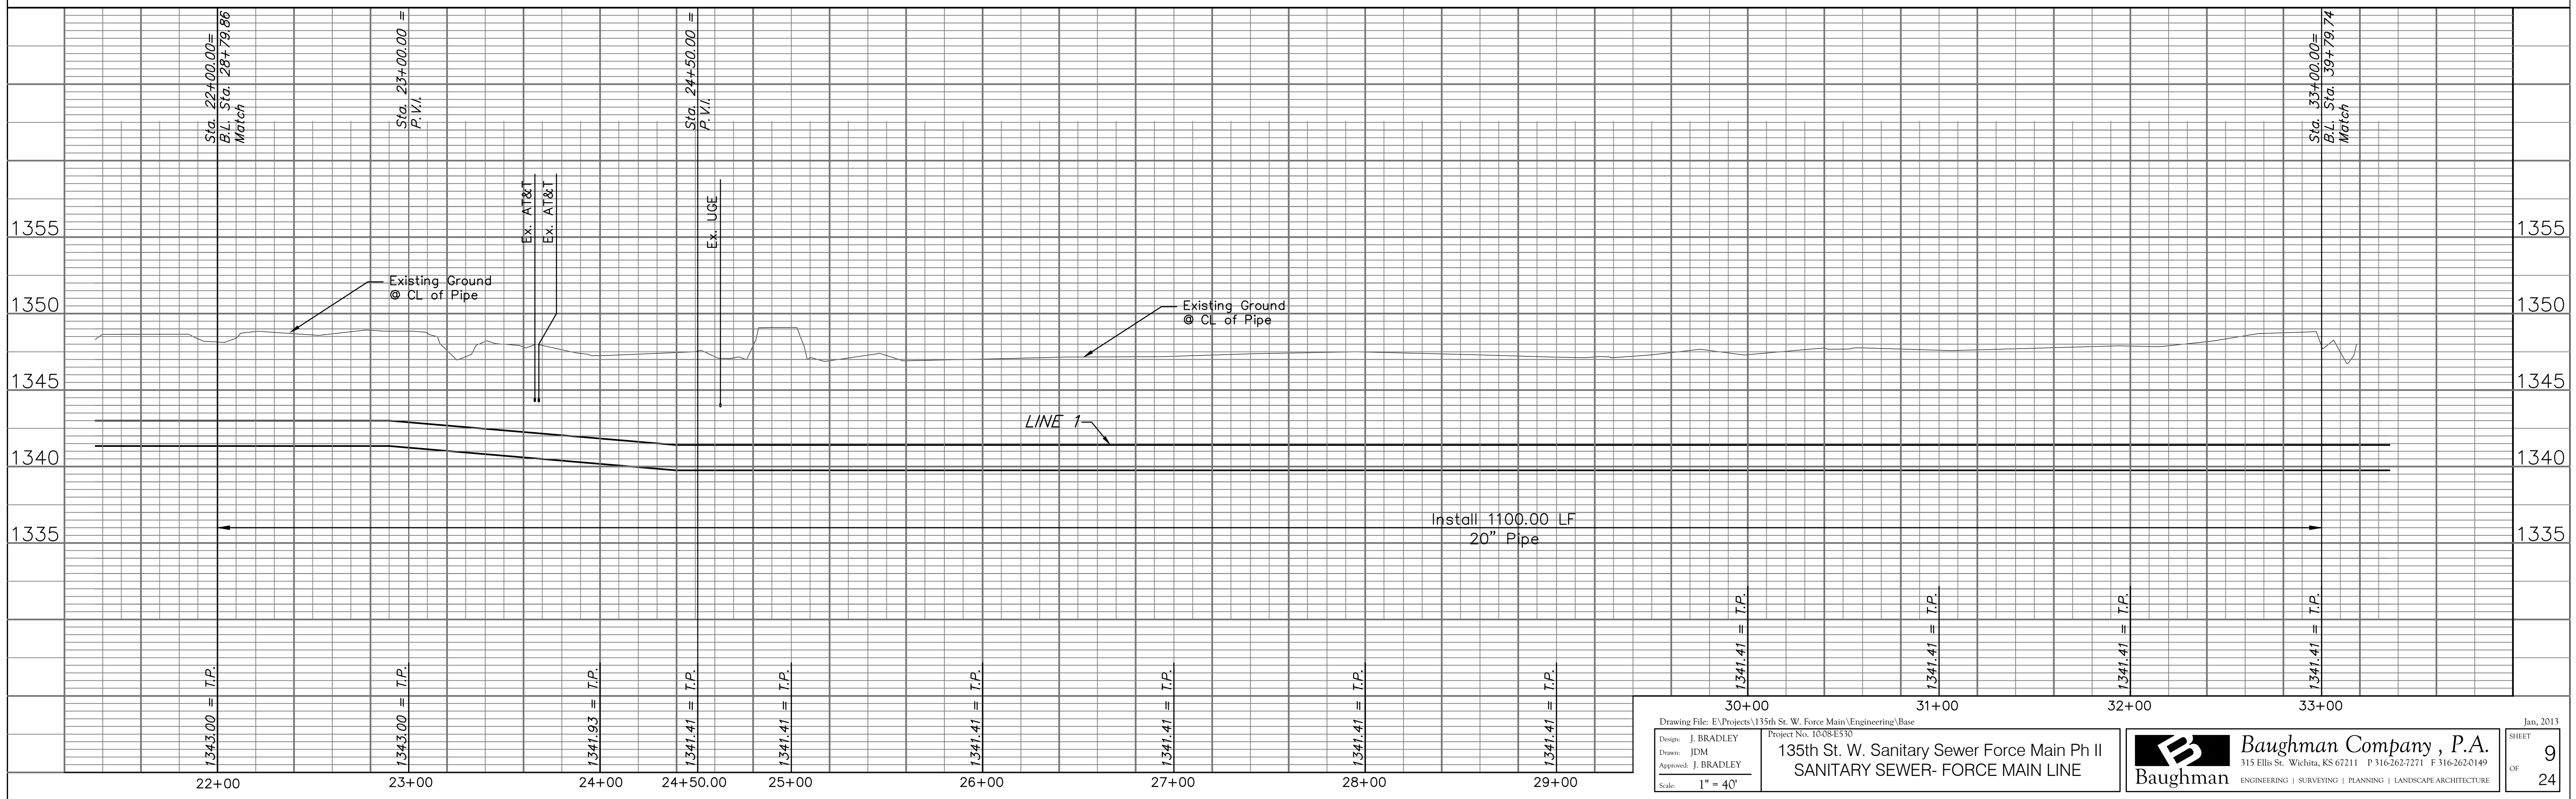 Sta. 22+00.00=
B.L. Sta. 28+79.86
Match
Sta. 23+00.00 =
P.V.I.
Sta. 24+50.00 =
P.V.I.
Sta. 33+00.00=
B.L. Sta. 39+79.74
Match
Ex. AT&T
Ex. AT&T
Ex. UGE
1355
1355
Existing Ground
@ CL of Pipe
1350
1350
Existing Ground
@ CL of Pipe
1345
1345
LINE 1
1340
1340
Install 1100.00 LF
20" Pipe
1335
1335
1343.00 = T.P.
1343.00 = T.P.
1341.93 = T.P.
1341.41 = T.P.
1341.41 = T.P.
1341.41 = T.P.
1341.41 = T.P.
1341.41 = T.P.
1341.41 = T.P.
1341.41 = T.P.
1341.41 = T.P.
1341.41 = T.P.
1341.41 = T.P.
22+00
23+00
24+00
24+50.00
25+00
26+00
27+00
28+00
29+00
30+00
31+00
32+00
33+00
Drawing File: E\Projects\135th St. W. Force Main\Engineering\Base
Jan, 2013
Design: J. BRADLEY
Drawn: JDM
Approved: J. BRADLEY
Scale: 1" = 40'
Project No. 10-08-E530
135th St. W. Sanitary Sewer Force Main Ph II
SANITARY SEWER- FORCE MAIN LINE
Baughman
Baughman Company , P.A.
315 Ellis St. Wichita, KS 67211 P 316-262-7271 F 316-262-0149
ENGINEERING | SURVEYING | PLANNING | LANDSCAPE ARCHITECTURE
SHEET
9
OF
24